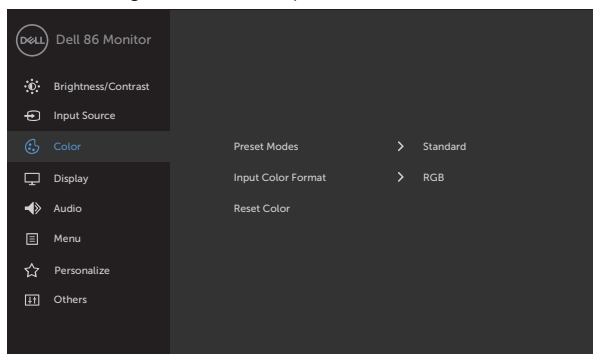 DELL Dell 86 Monitor
Brightness/Contrast
Input Source
Color
Preset Modes Standard
Display
Input Color Format RGB
Audio
Reset Color
Menu
Personalize
Others